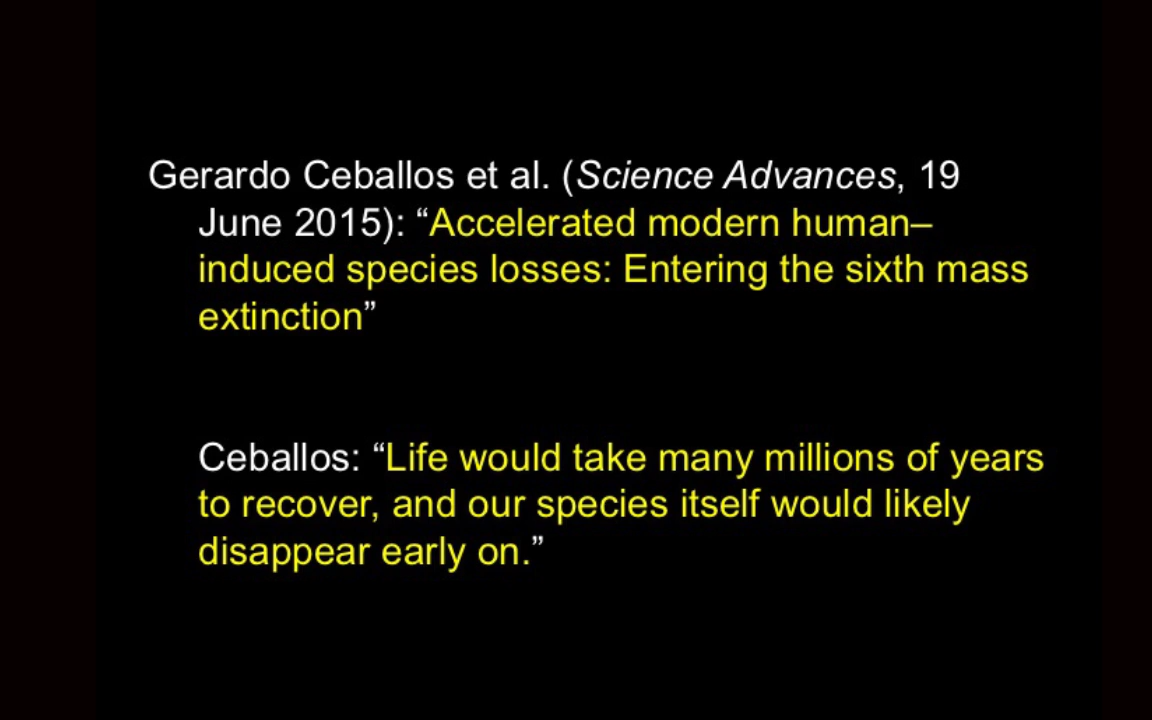 Gerardo Ceballos et al. (Science Advances, 19
June 2015): “Accelerated modern human–
induced species losses: Entering the sixth mass
extinction”
Ceballos: “Life would take many millions of years
to recover, and our species itself would likely
disappear early on.”